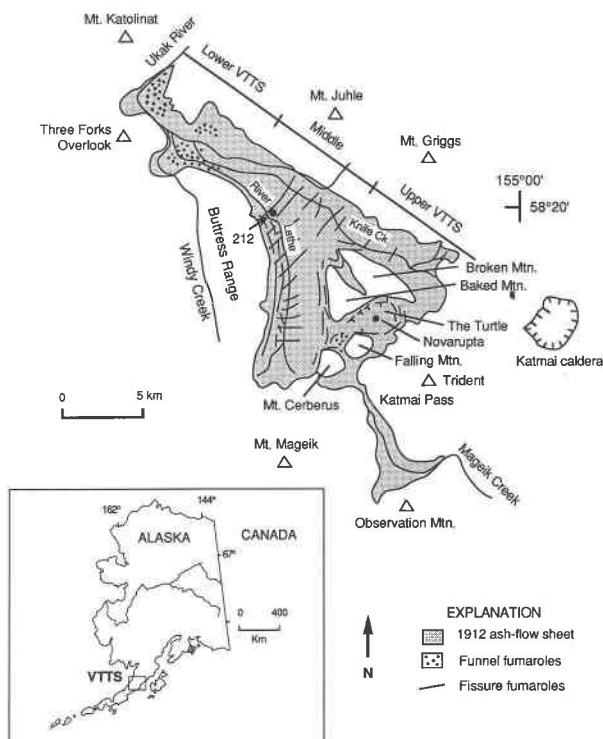 Mt. Katolinat
Ukak River
Lower VTTS
Mt. Juhle
Three Forks
Overlook
Middle
Mt. Griggs
Upper VTTS
155°00'
58°20'
River
Lethe
212
Knife Ck.
Buttress Range
Windy Creek
Broken Mtn.
Baked Mtn.
The Turtle
Novarupta
Katmai caldera
Falling Mtn.
Trident
0 5 km
Mt. Cerberus
Katmai Pass
Mt. Mageik
Mageik Creek
Observation Mtn.
162°
144°
ALASKA
CANADA
67°
0 400
Km
VTTS
N
EXPLANATION
1912 ash-flow sheet
Funnel fumaroles
Fissure fumaroles